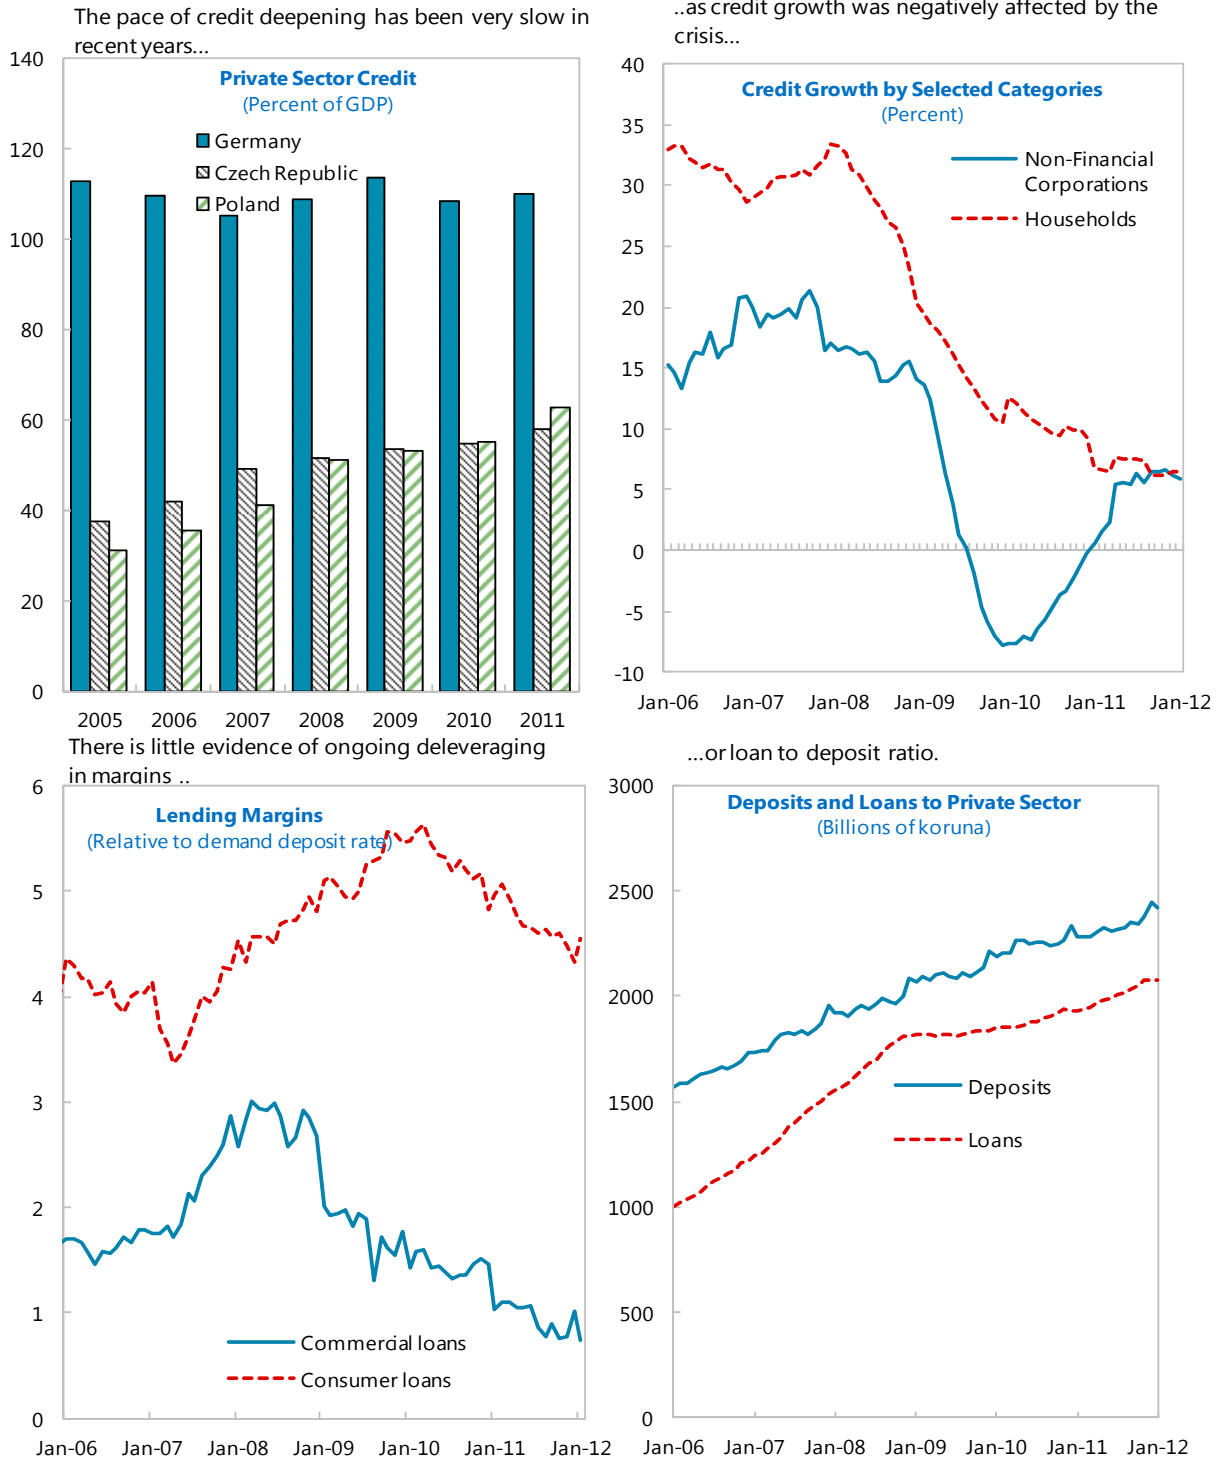 The pace of credit deepening has been very slow in
recent years...
140
120
100
80
60
40
20
0
Private Sector Credit
(Percent of GDP)
Germany
Czech Republic
Poland
2005 2006 2007 2008 2009 2010 2011
..as credit growth was negatively affected by the
crisis...
40
35
30
25
20
15
10
5
0
-5
-10
Credit Growth by Selected Categories
(Percent)
Non-Financial
Corporations
Households
Jan-06 Jan-07 Jan-08 Jan-09 Jan-10 Jan-11 Jan-12
There is little evidence of ongoing deleveraging
in margins ..
6
5
4
3
2
1
0
Lending Margins
(Relative to demand deposit rate)
Commercial loans
Consumer loans
Jan-06 Jan-07 Jan-08 Jan-09 Jan-10 Jan-11 Jan-12
...or loan to deposit ratio.
3000
2500
2000
1500
1000
500
0
Deposits and Loans to Private Sector
(Billions of koruna)
Deposits
Loans
Jan-06 Jan-07 Jan-08 Jan-09 Jan-10 Jan-11 Jan-12